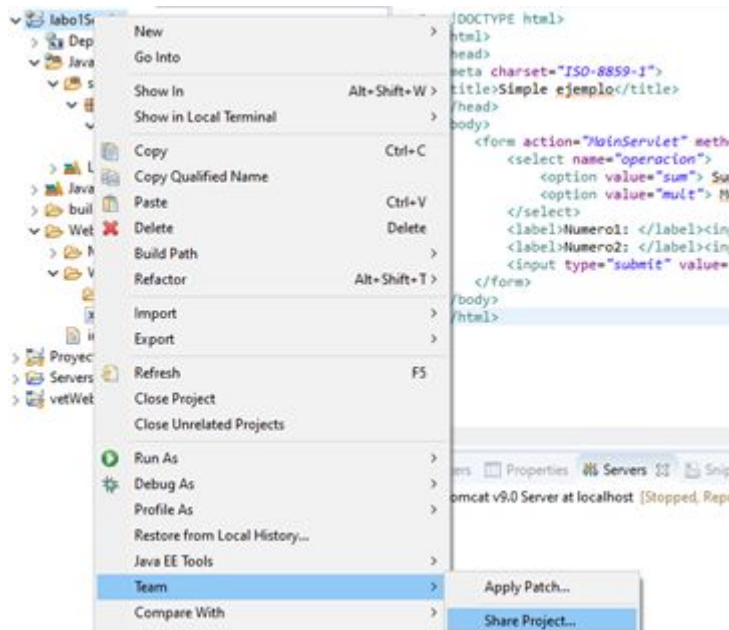 labo1Se
Dep
Java
s
L
Java
buil
Web
Proyec
Servers
vetWeb
New
Go Into
Show In Alt+Shift+W >
Show in Local Terminal
Copy Ctrl+C
Copy Qualified Name
Paste Ctrl+V
Delete Delete
Build Path
Refactor Alt+Shift+T >
Import
Export
Refresh F5
Close Project
Close Unrelated Projects
Run As
Debug As
Profile As
Restore from Local History...
Java EE Tools
Team
Compare With
Apply Patch...
Share Project...
DOCTYPE html>
html>
head>
meta charset="ISO-8859-1">
title>Simple ejemplo</title>
/head>
body>
<form action="MainServlet" meth
<select name="operacion">
<option value="sum"> Su
<option value="mult"> M
</select>
<label>Numero1: </label><in
<label>Numero2: </label><in
<input type="submit" value=
</form>
/body>
/html>
ers Properties Servers Snip
omcat v9.0 Server at localhost [Stopped, Rep